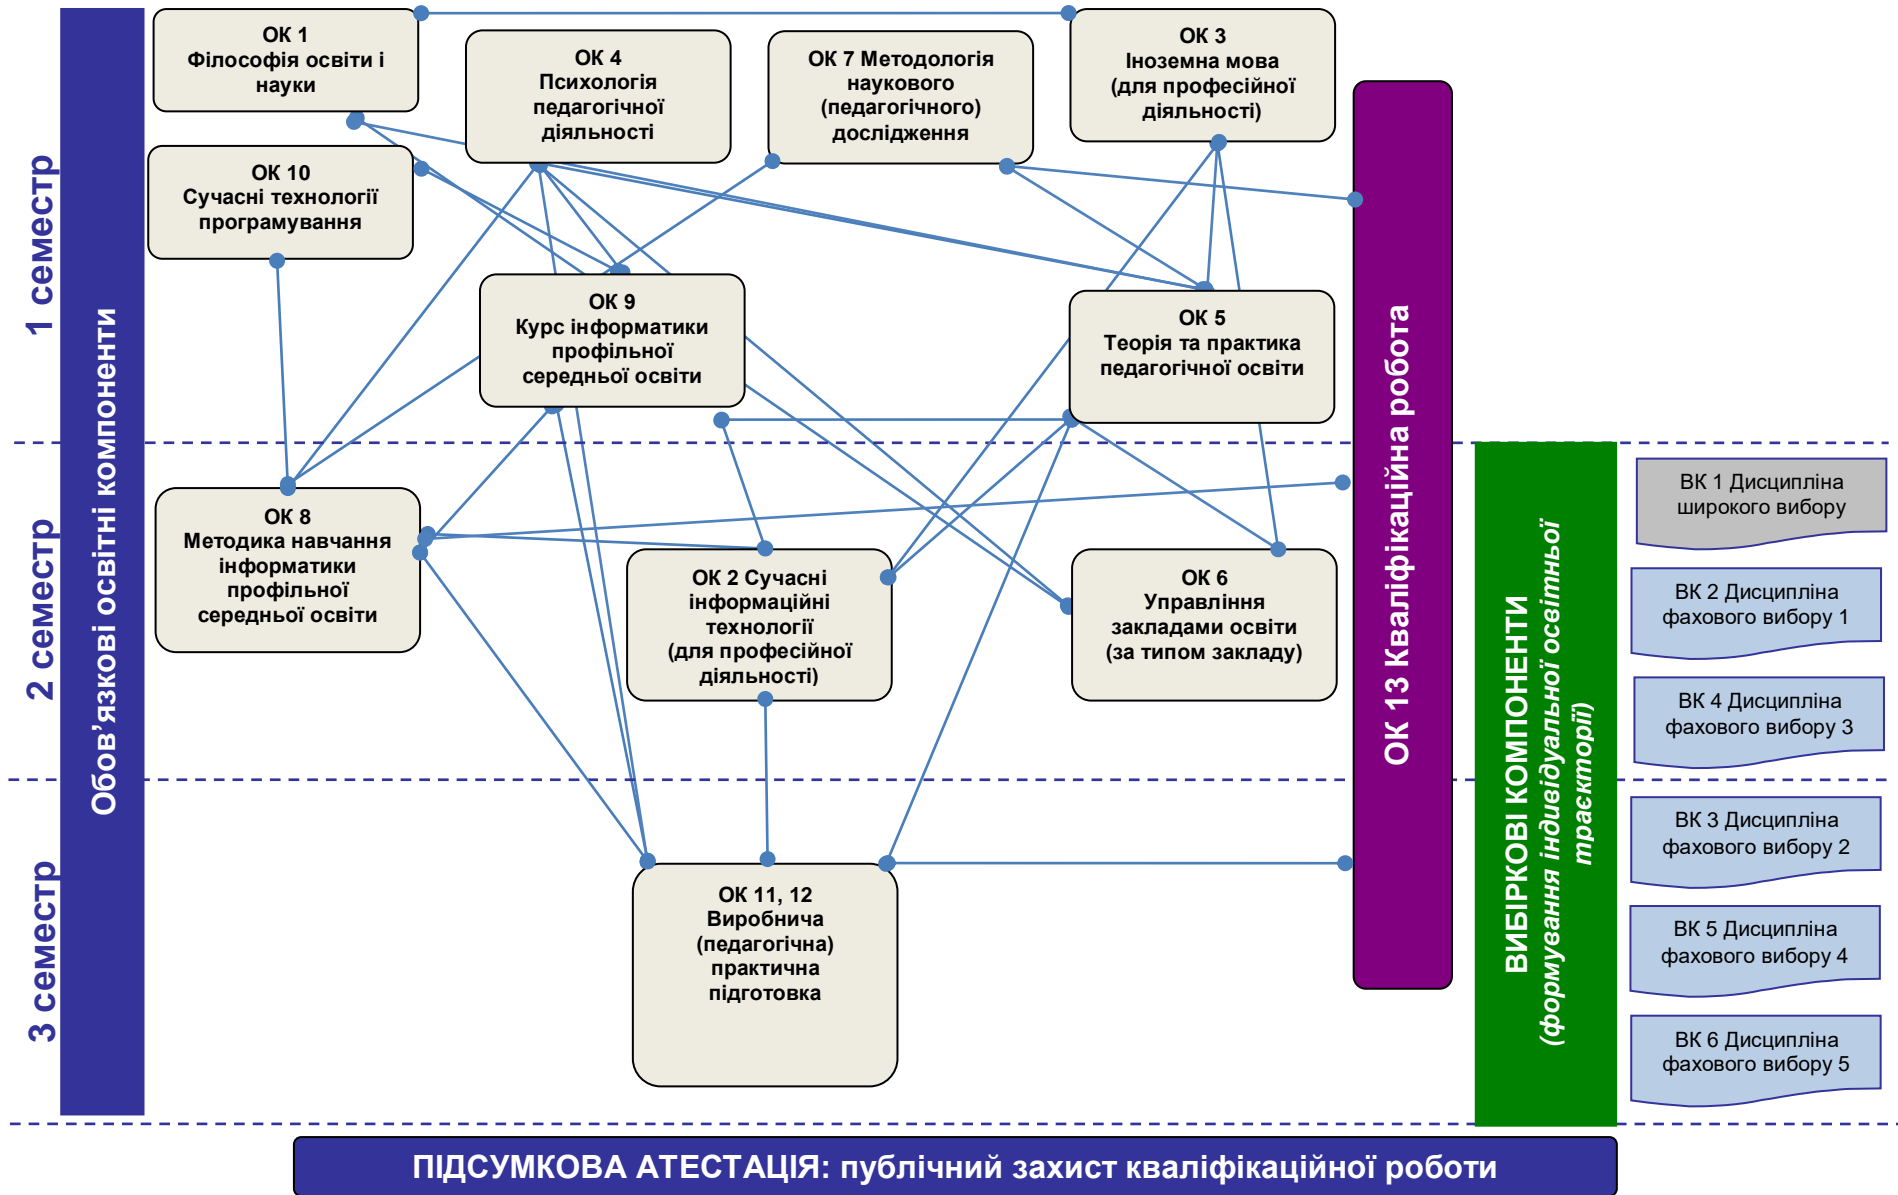 Обов’язкові освітні компоненти
1 семестр
ОК 1
Філософія освіти і
науки
ОК 4
Психологія
педагогічної
діяльності
ОК 7 Методологія
наукового
(педагогічного)
дослідження
ОК 3
Іноземна мова
(для професійної
діяльності)
ОК 10
Сучасні технології
програмування
ОК 9
Курс інформатики
профільної
середньої освіти
ОК 5
Теорія та практика
педагогічної освіти
2 семестр
ОК 8
Методика навчання
інформатики
профільної
середньої освіти
ОК 2 Сучасні
інформаційні
технології
(для професійної
діяльності)
ОК 6
Управління
закладами освіти
(за типом закладу)
3 семестр
ОК 11, 12
Виробнича
(педагогічна)
практична
підготовка
ОК 13 Кваліфікаційна робота
ВИБІРКОВІ КОМПОНЕНТИ
(формування індивідуальної освітньої
траєкторії)
ВК 1 Дисципліна
широкого вибору
ВК 2 Дисципліна
фахового вибору 1
ВК 4 Дисципліна
фахового вибору 3
ВК 3 Дисципліна
фахового вибору 2
ВК 5 Дисципліна
фахового вибору 4
ВК 6 Дисципліна
фахового вибору 5
ПІДСУМКОВА АТЕСТАЦІЯ: публічний захист кваліфікаційної роботи